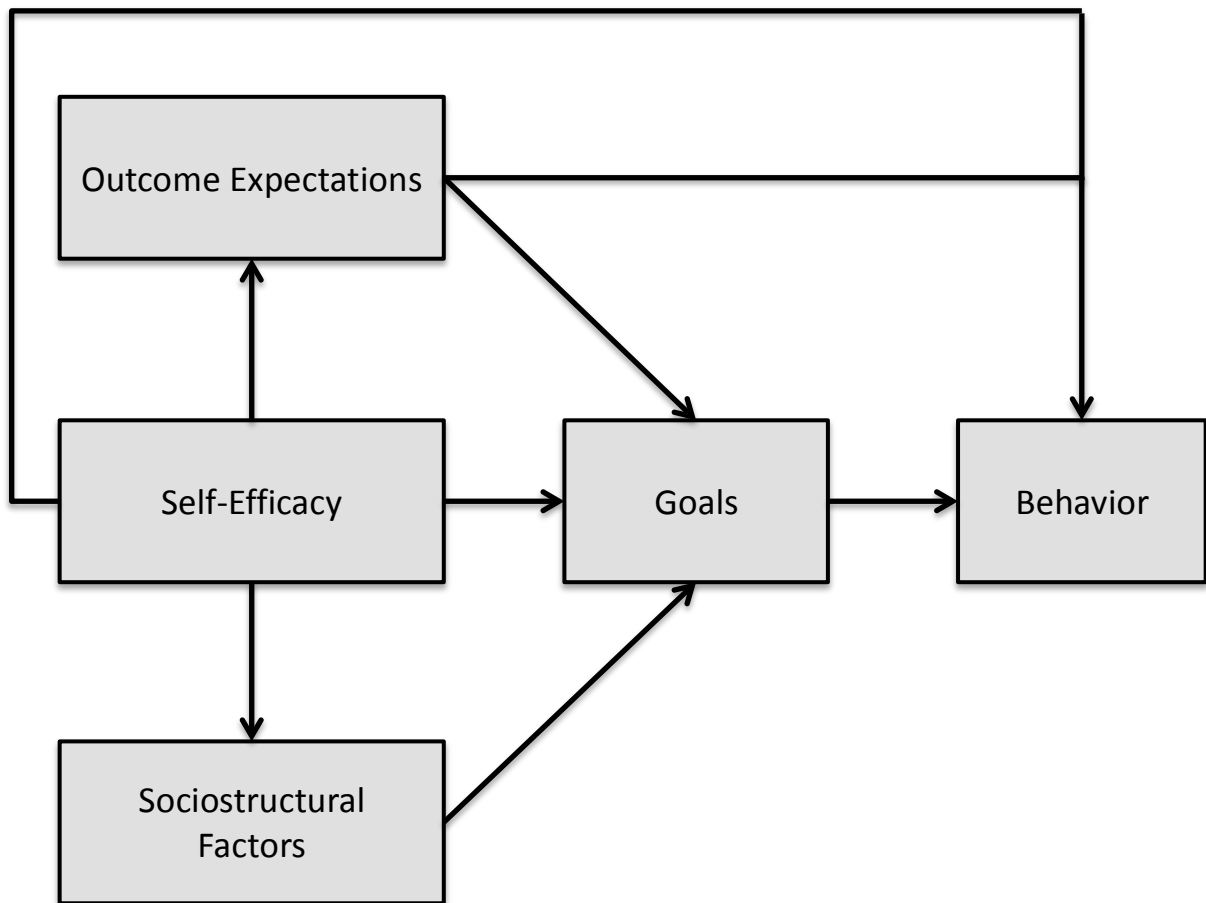 Outcome Expectations
Self-Efficacy
Goals
Behavior
Sociostructural
Factors